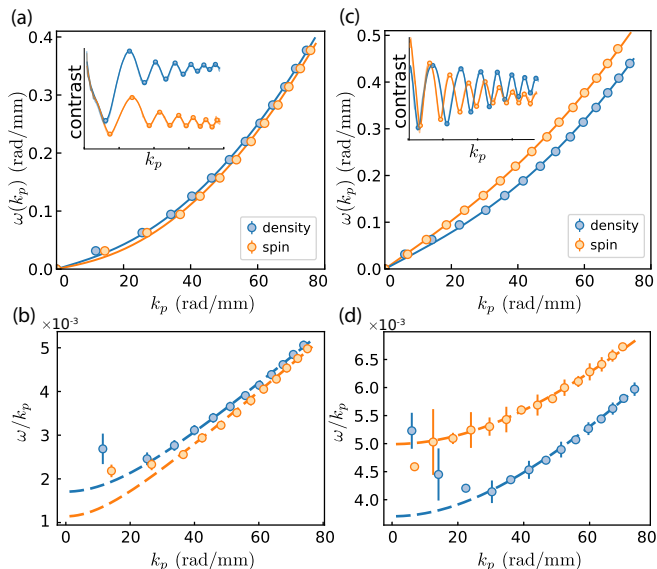 (a)
0.4
0.3
0.2
0.1
0.0
ω(k_p) (rad/mm)
contrast
k_p
density
spin
0 20 40 60 80
k_p (rad/mm)
(c)
0.5
0.4
0.3
0.2
0.1
0.0
ω(k_p) (rad/mm)
contrast
k_p
density
spin
0 20 40 60 80
k_p (rad/mm)
(b)
×10⁻³
5
4
3
2
1
ω/k_p
0 20 40 60 80
k_p (rad/mm)
(d)
×10⁻³
6.5
6.0
5.5
5.0
4.5
4.0
ω/k_p
0 20 40 60 80
k_p (rad/mm)